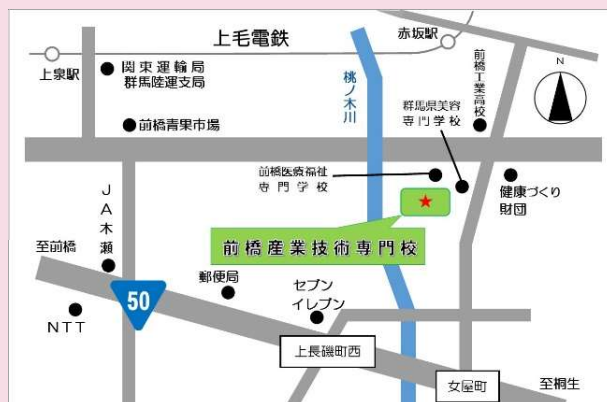 上毛電鉄
赤坂駅
上泉駅
N
関東運輸局
群馬陸運支局
桃ノ木川
前橋工業高校
群馬県美容
専門学校
前橋青果市場
前橋医療福祉
専門学校
健康づくり
財団
★
JA木瀬
前橋産業技術専門校
至前橋
郵便局
セブン
イレブン
50
NTT
上長磯町西
女屋町
至桐生